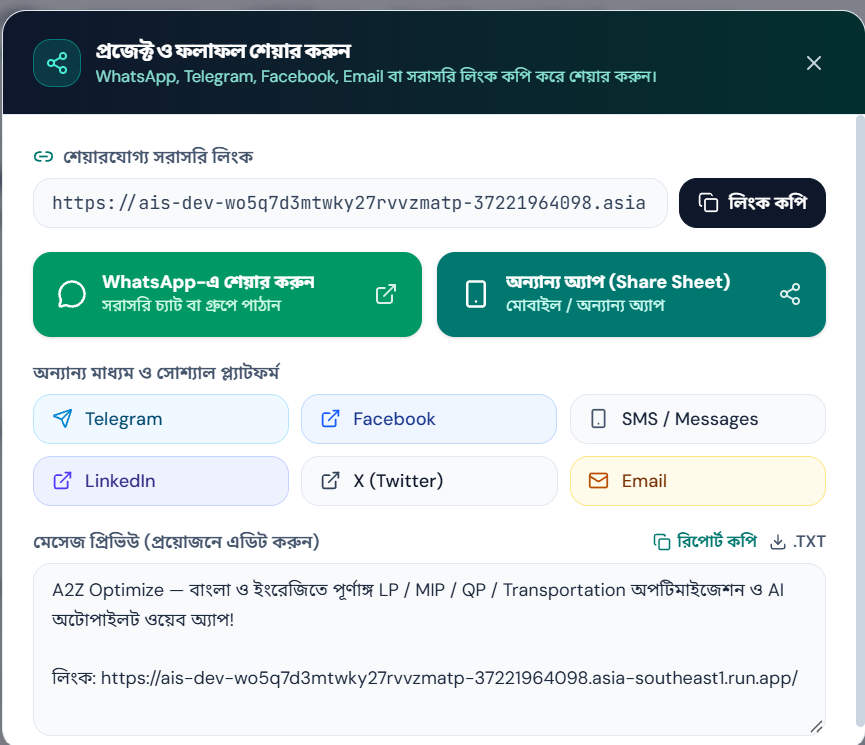 প্রজেক্ট ও ফলাফল শেয়ার করুন
WhatsApp, Telegram, Facebook, Email বা সরাসরি লিংক কপি করে শেয়ার করুন।
শেয়ারযোগ্য সরাসরি লিংক
https://ais-dev-wo5q7d3mtwky27rvvzmatp-37221964098.asia
লিংক কপি
WhatsApp-এ শেয়ার করুন
সরাসরি চ্যাট বা গ্রুপে পাঠান
অন্যান্য অ্যাপ (Share Sheet)
মোবাইল / অন্যান্য অ্যাপ
অন্যান্য মাধ্যম ও সোশ্যাল প্ল্যাটফর্ম
Telegram
Facebook
SMS / Messages
LinkedIn
X (Twitter)
Email
মেসেজ প্রিভিউ (প্রয়োজনে এডিট করুন)
রিপোর্ট কপি
.TXT
A2Z Optimize — বাংলা ও ইংরেজিতে পূর্ণাঙ্গ LP / MIP / QP / Transportation অপটিমাইজেশন ও AI
অটোপাইলট ওয়েব অ্যাপ!
লিংক: https://ais-dev-wo5q7d3mtwky27rvvzmatp-37221964098.asia-southeast1.run.app/